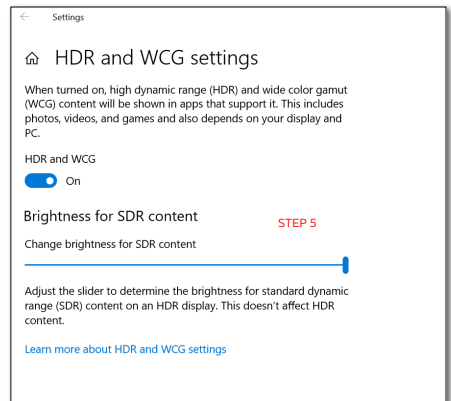 Settings
HDR and WCG settings
When turned on, high dynamic range (HDR) and wide color gamut
(WCG) content will be shown in apps that support it. This includes
photos, videos, and games and also depends on your display and
PC.
HDR and WCG
On
Brightness for SDR content
STEP 5
Change brightness for SDR content
Adjust the slider to determine the brightness for standard dynamic
range (SDR) content on an HDR display. This doesn't affect HDR
content.
Learn more about HDR and WCG settings